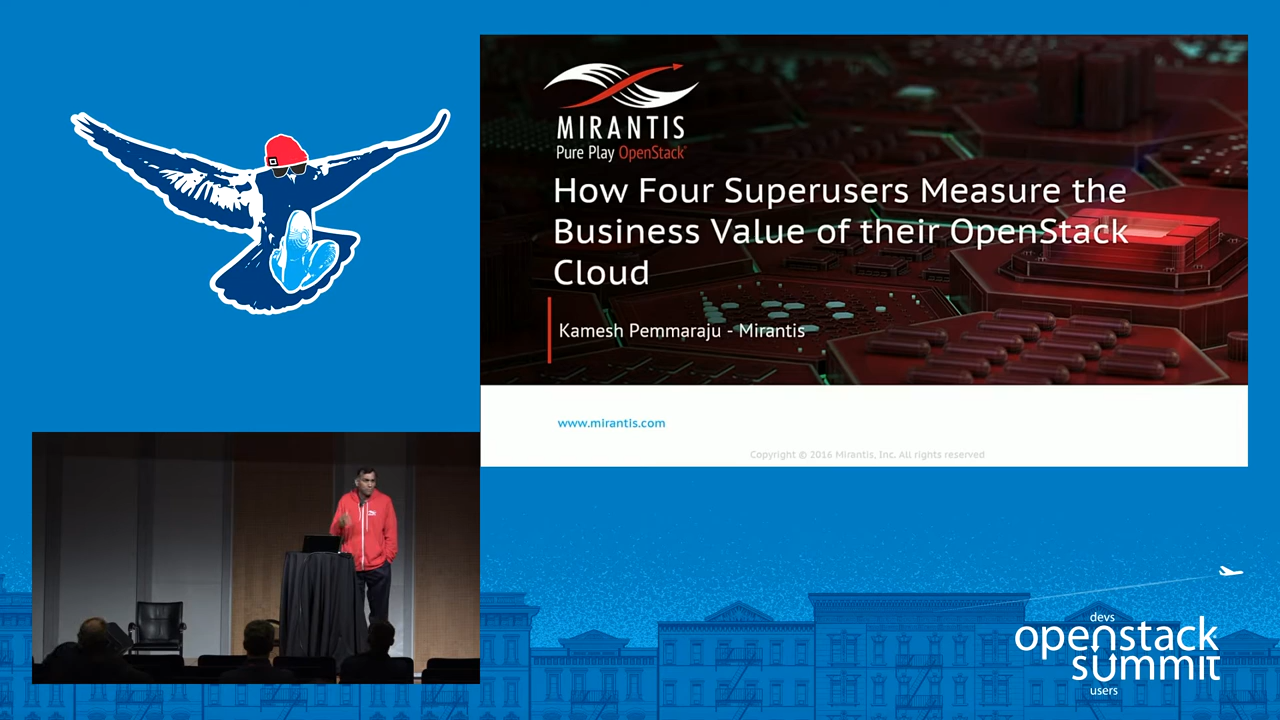 MIRANTIS
Pure Play OpenStack
How Four Superusers Measure the
Business Value of their OpenStack
Cloud
Kamesh Pemmaraju - Mirantis
www.mirantis.com
Copyright © 2016 Mirantis, Inc. All rights reserved
devs
openstack
summit
users